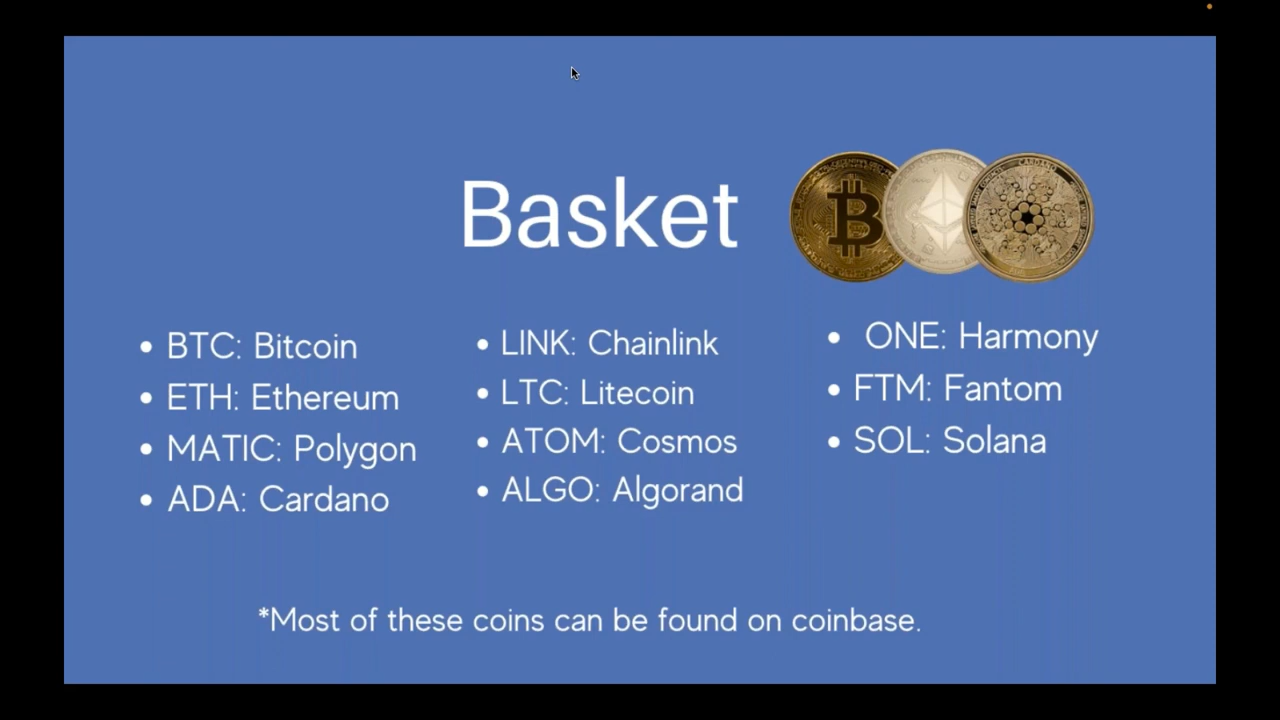 Basket
• BTC: Bitcoin
• ETH: Ethereum
• MATIC: Polygon
• ADA: Cardano
• LINK: Chainlink
• LTC: Litecoin
• ATOM: Cosmos
• ALGO: Algorand
• ONE: Harmony
• FTM: Fantom
• SOL: Solana
*Most of these coins can be found on coinbase.
CARDANO